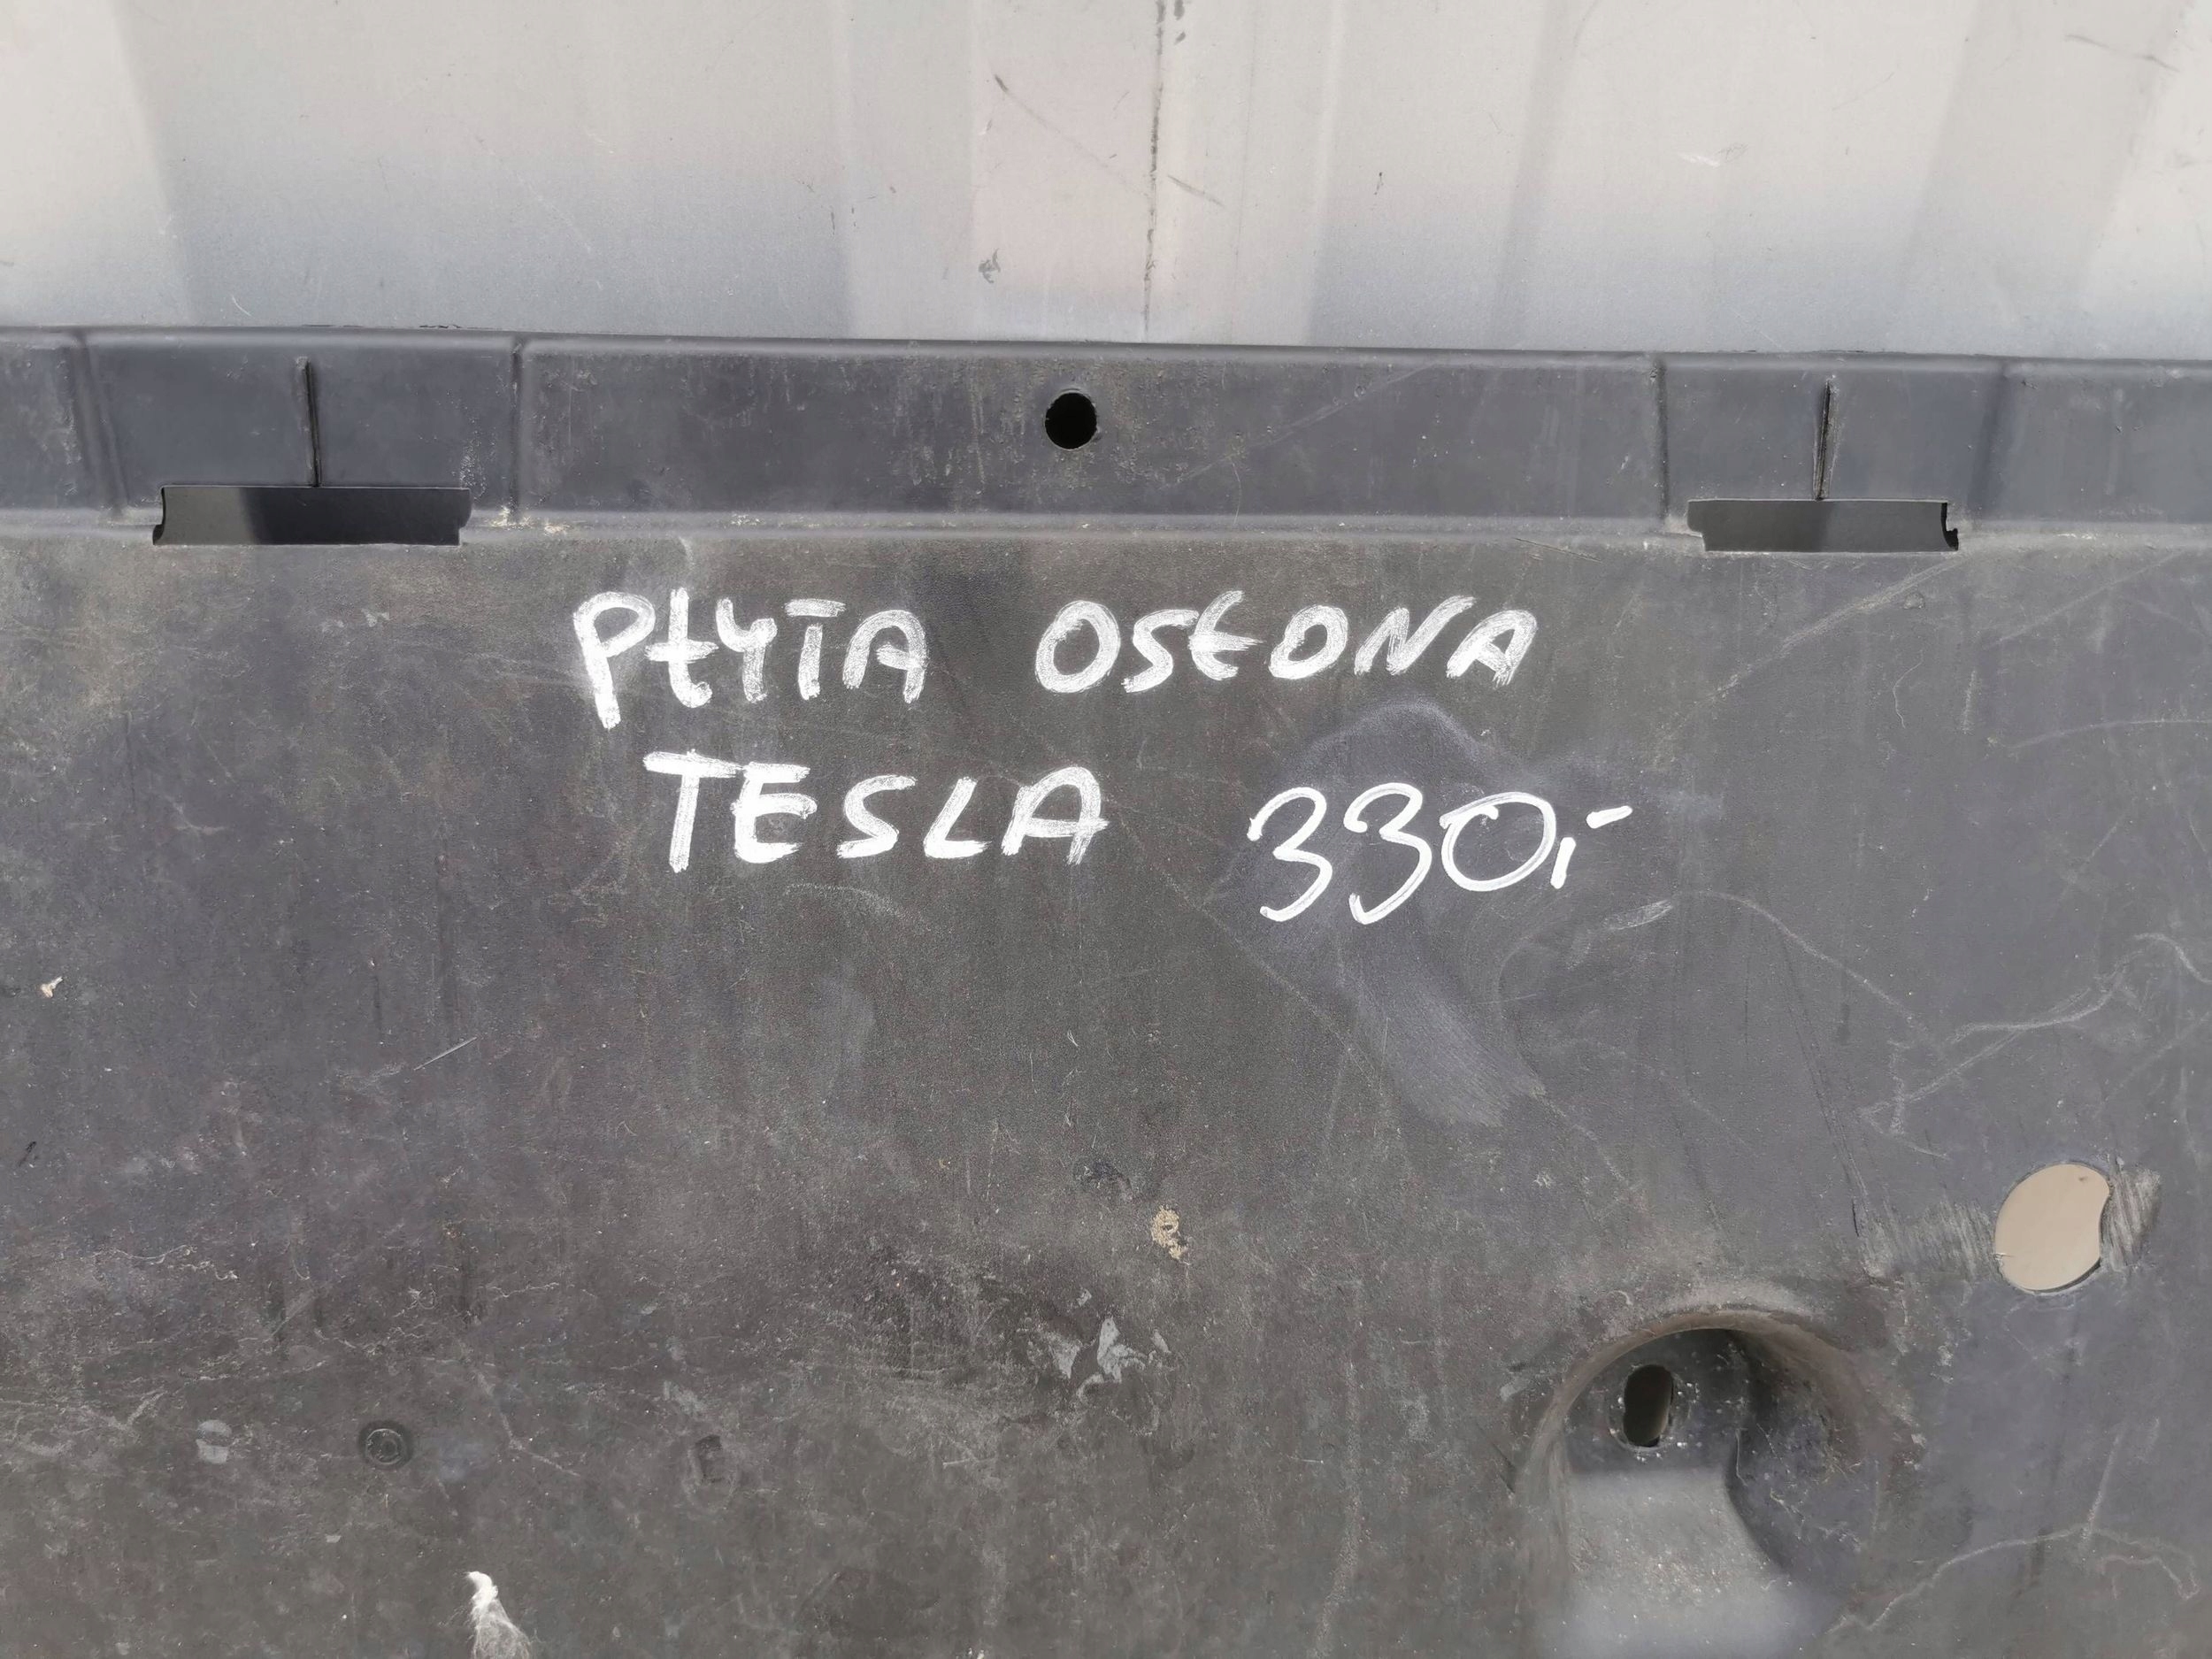 PŁYTA OSŁONA
TESLA 330,-